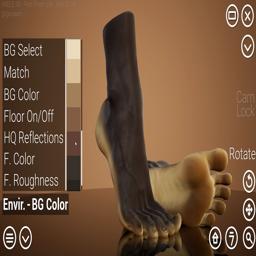 BG Select
Match
BG Color
Floor On/Off
HQ Reflections
F. Color
F. Roughness
Envir. - BG Color
Cam
Lock
Rotate